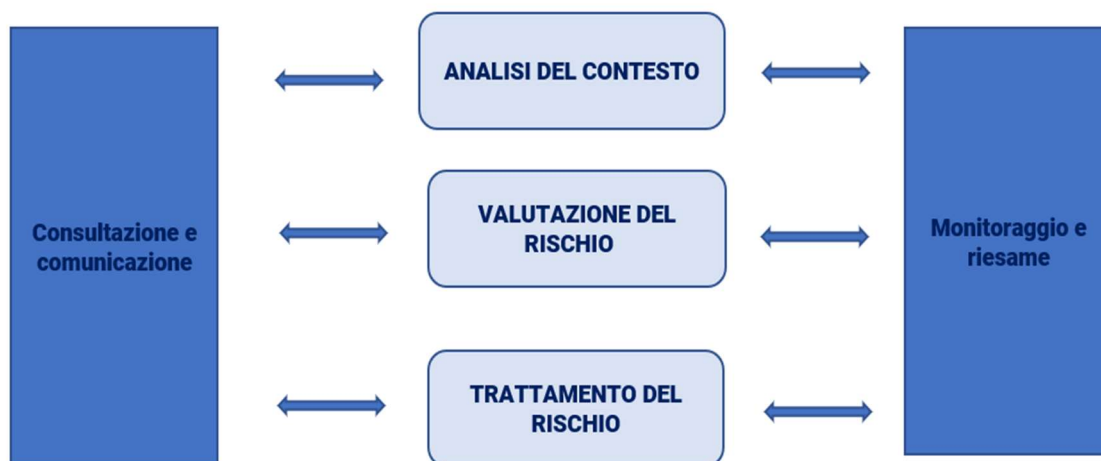 ANALISI DEL CONTESTO
Consultazione e
comunicazione
VALUTAZIONE DEL
RISCHIO
Monitoraggio e
riesame
TRATTAMENTO DEL
RISCHIO